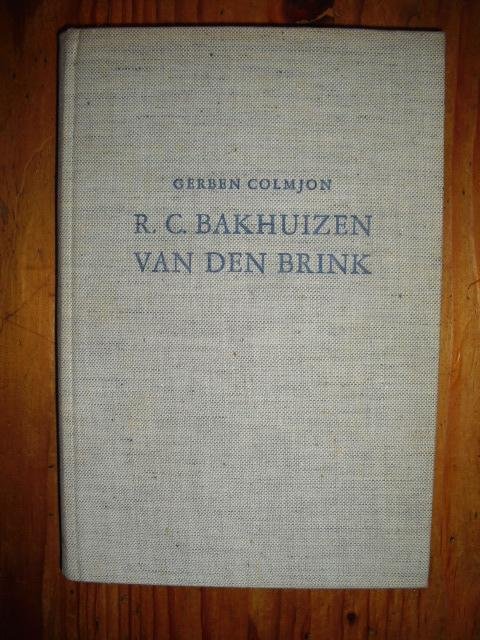 GERBEN COLMJON
R. C. BAKHUIZEN
VAN DEN BRINK